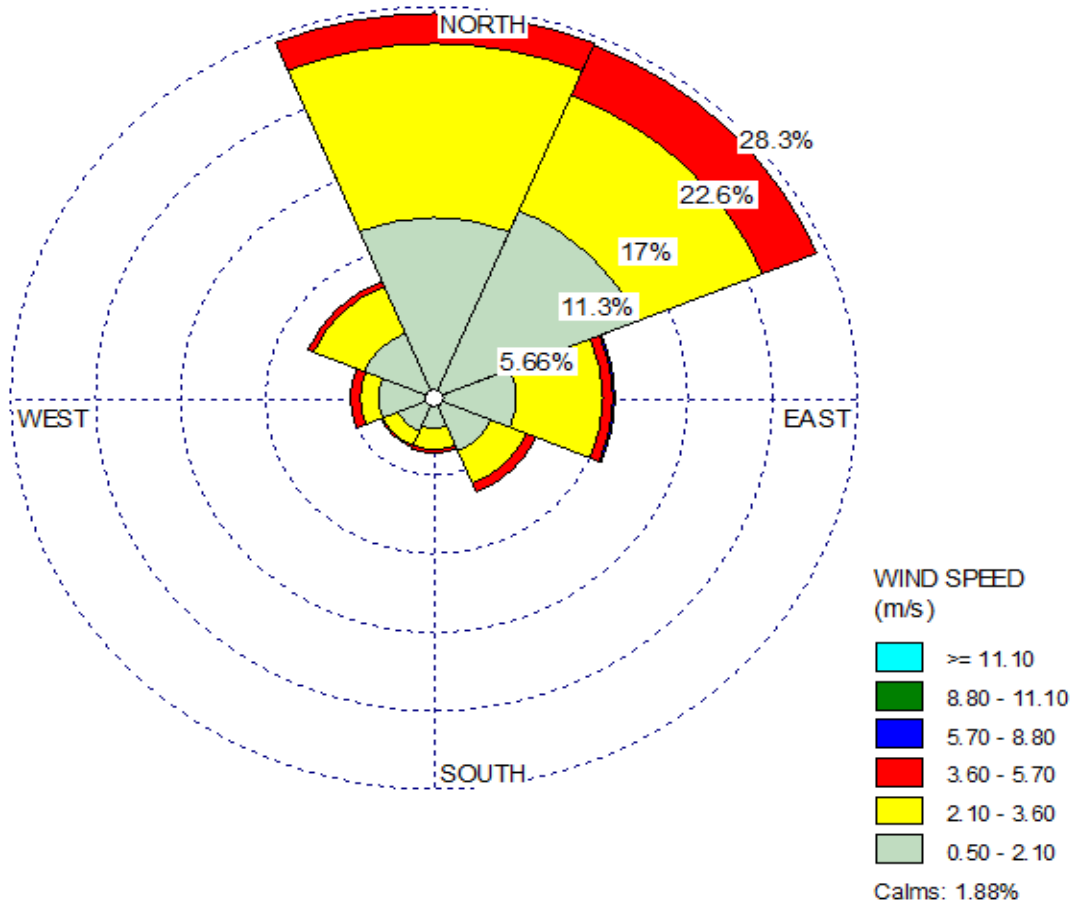 NORTH
28.3%
22.6%
17%
11.3%
5.66%
WEST
EAST
SOUTH
WIND SPEED
(m/s)
>= 11.10
8.80 - 11.10
5.70 - 8.80
3.60 - 5.70
2.10 - 3.60
0.50 - 2.10
Calms: 1.88%